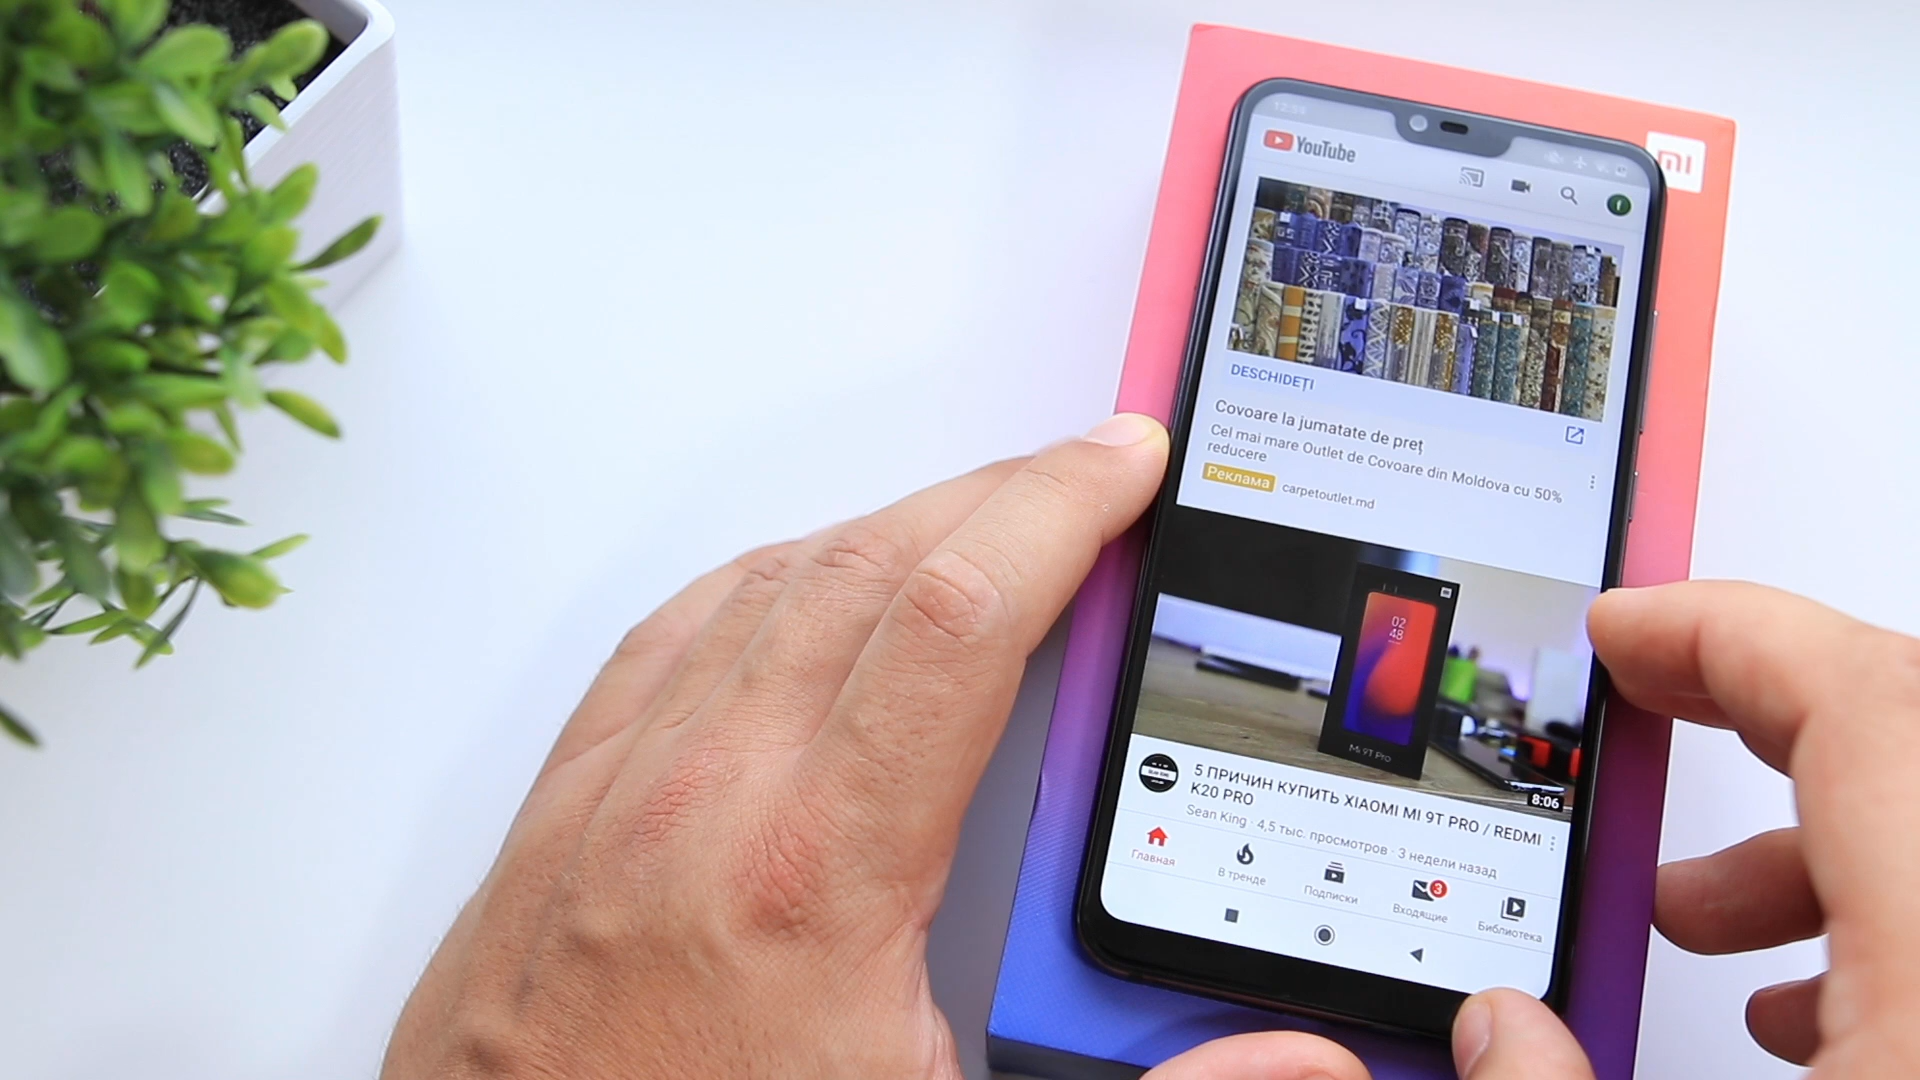 12:59
YouTube
DESCHIDEȚI
Covoare la jumatate de preț
Cel mai mare Outlet de Covoare din Moldova cu 50%
reducere
Реклама carpetoutlet.md
02
48
Mi 9T Pro
8:06
5 ПРИЧИН КУПИТЬ XIAOMI MI 9T PRO / REDMI
K20 PRO
Sean King · 4,5 тыс. просмотров · 3 недели назад
3
Главная
В тренде
Подписки
Входящие
Библиотека
mi